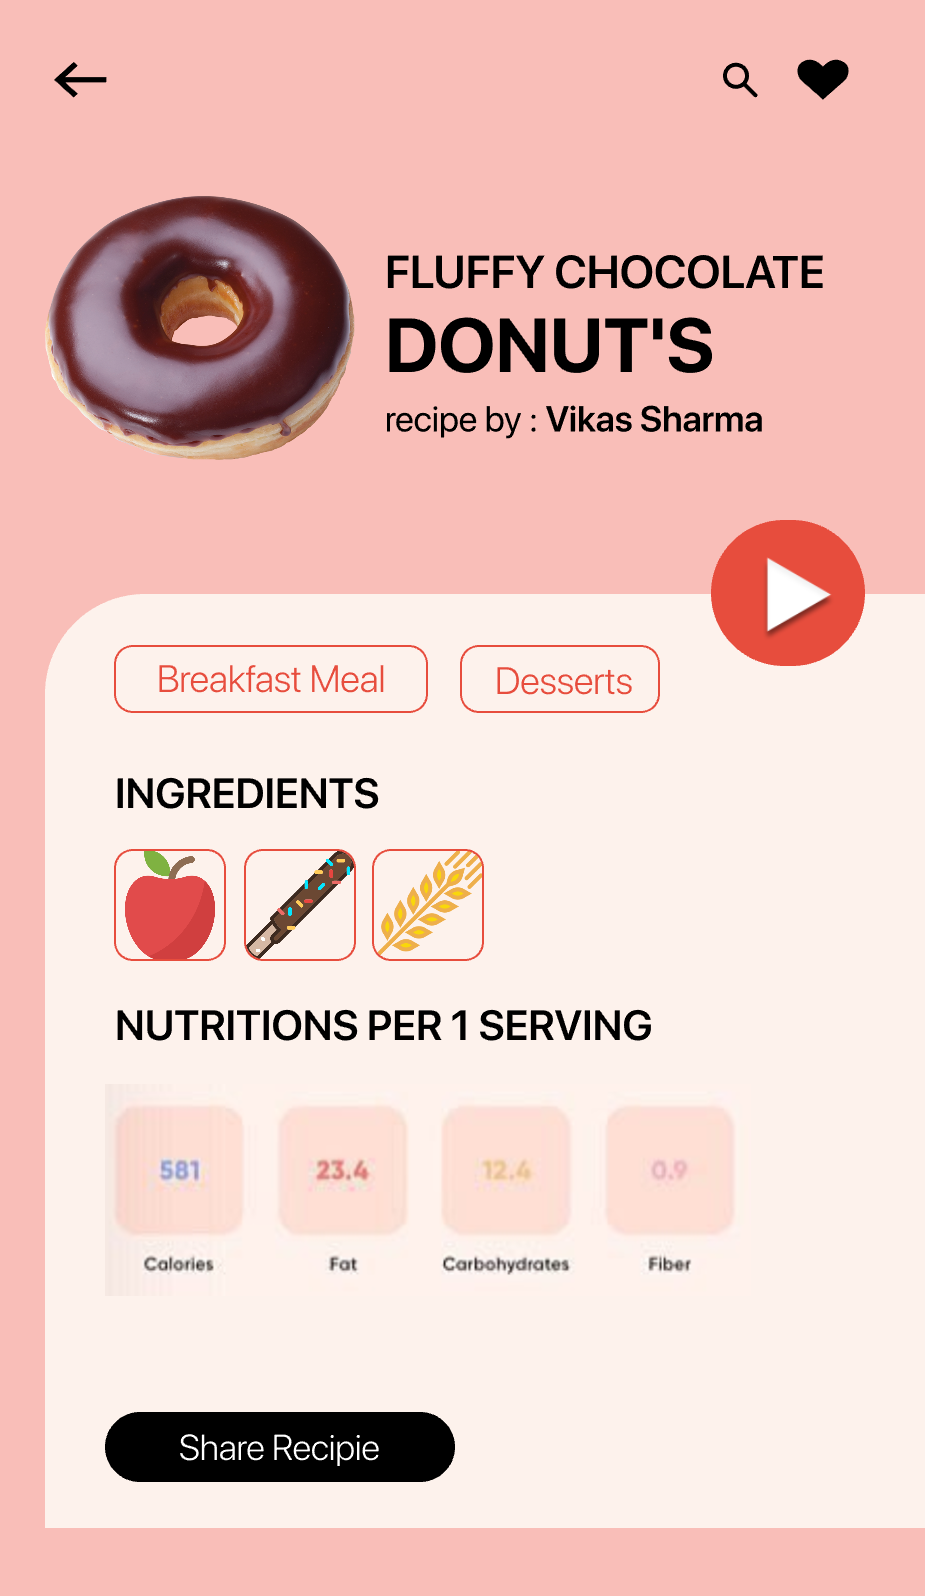 FLUFFY CHOCOLATE
DONUT'S
recipe by : Vikas Sharma
Breakfast Meal
Desserts
INGREDIENTS
NUTRITIONS PER 1 SERVING
581 23.4 12.4 0.9
Calories Fat Carbohydrates Fiber
Share Recipie